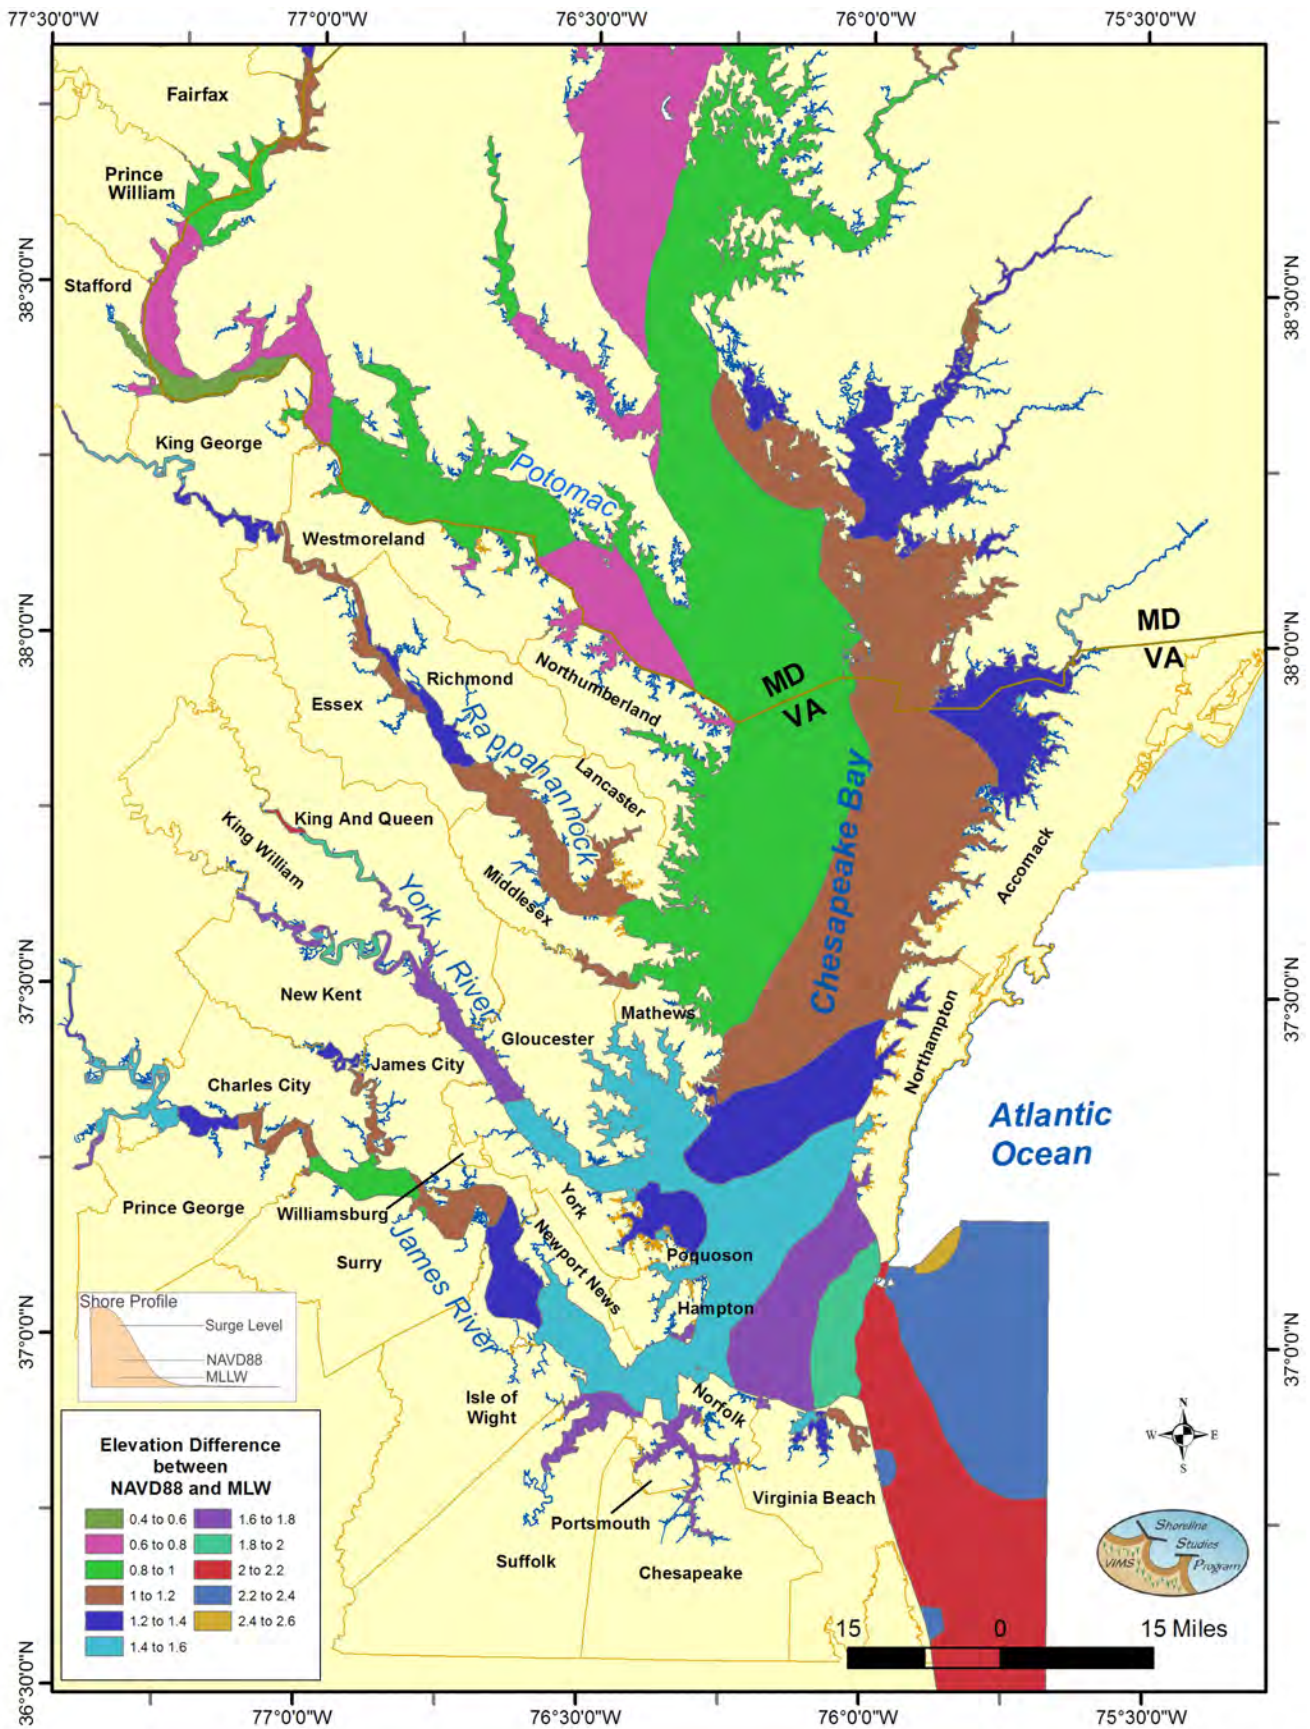 77°30'0"W 77°0'0"W 76°30'0"W 76°0'0"W 75°30'0"W
Fairfax
Prince
William
38°30'0"N
Stafford
38°30'0"N
King George
Potomac
Westmoreland
38°0'0"N
MD
VA
38°0'0"N
Northumberland
Richmond
MD
VA
Essex
Rappahannock
Lancaster
Chesapeake Bay
King And Queen
King William
Accomack
Middlesex
York
River
37°30'0"N
New Kent
Mathews
37°30'0"N
Gloucester
Northampton
James City
Charles City
Atlantic
Ocean
Prince George
Williamsburg
York
Surry
James River
Newport News
Poquoson
Hampton
37°0'0"N
37°0'0"N
Shore Profile
Surge Level
NAVD88
MLLW
Isle of
Wight
Norfolk
N
W E
S
Virginia Beach
Portsmouth
Suffolk
Chesapeake
Shoreline
Studies
Program
VIMS
Elevation Difference
between
NAVD88 and MLW
0.4 to 0.6 1.6 to 1.8
0.6 to 0.8 1.8 to 2
0.8 to 1 2 to 2.2
1 to 1.2 2.2 to 2.4
1.2 to 1.4 2.4 to 2.6
1.4 to 1.6
15 0 15 Miles
36°30'0"N
77°0'0"W 76°30'0"W 76°0'0"W 75°30'0"W